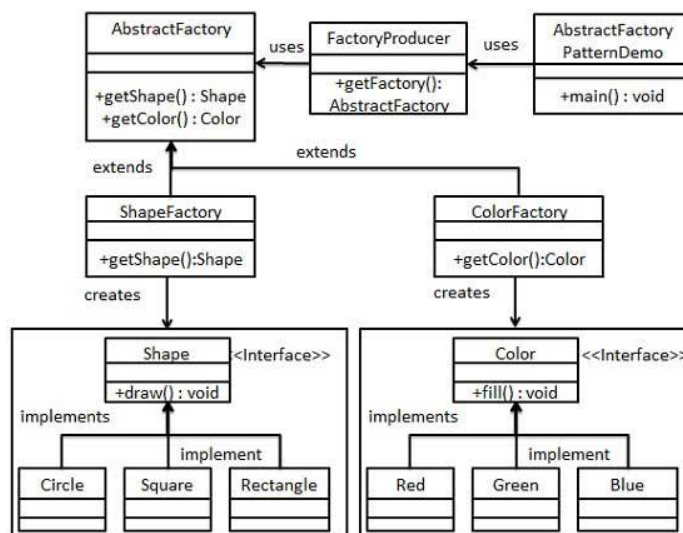 AbstractFactory
+getShape() : Shape
+getColor() : Color
uses
FactoryProducer
+getFactory():
AbstractFactory
uses
AbstractFactory
PatternDemo
+main() : void
extends
extends
ShapeFactory
+getShape():Shape
ColorFactory
+getColor():Color
creates
creates
Shape
<<Interface>>
+draw() : void
implements
implement
Circle
Square
Rectangle
Color
<<Interface>>
+fill() : void
implements
implement
Red
Green
Blue